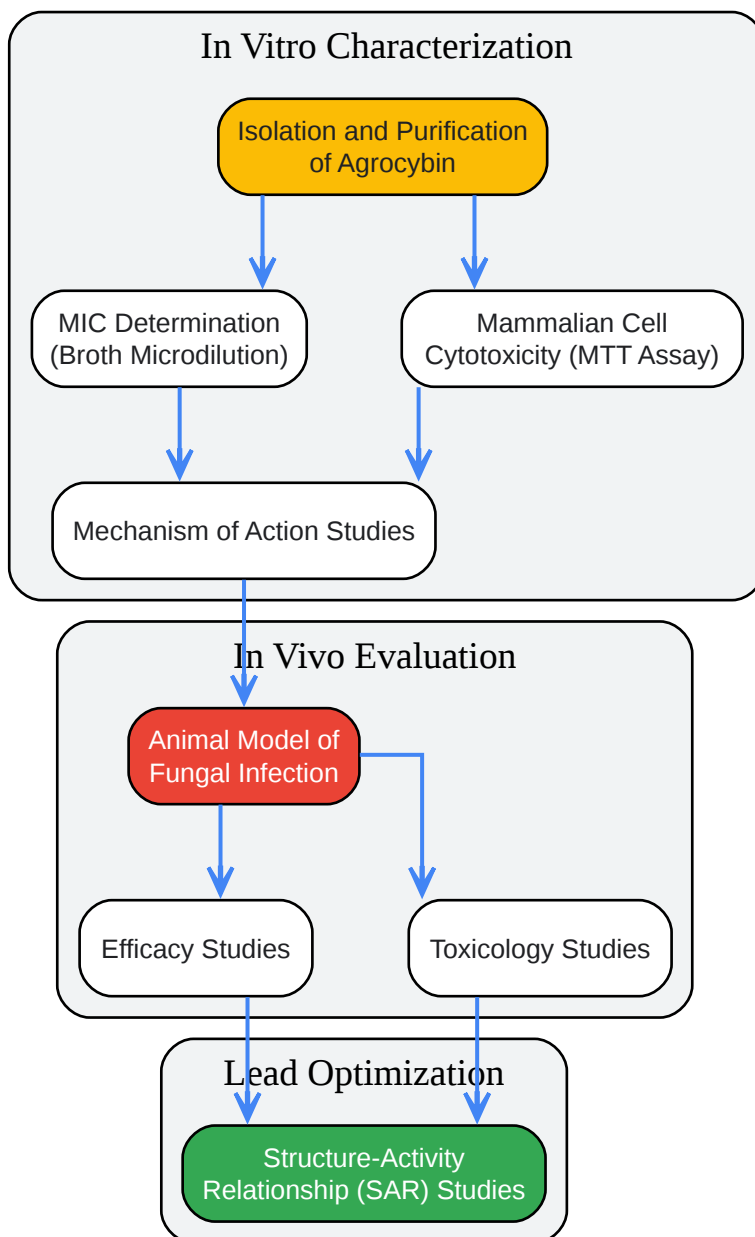 In Vitro Characterization
Isolation and Purification
of Agrocybin
MIC Determination
(Broth Microdilution)
Mammalian Cell
Cytotoxicity (MTT Assay)
Mechanism of Action Studies
In Vivo Evaluation
Animal Model of
Fungal Infection
Efficacy Studies
Toxicology Studies
Lead Optimization
Structure-Activity
Relationship (SAR) Studies